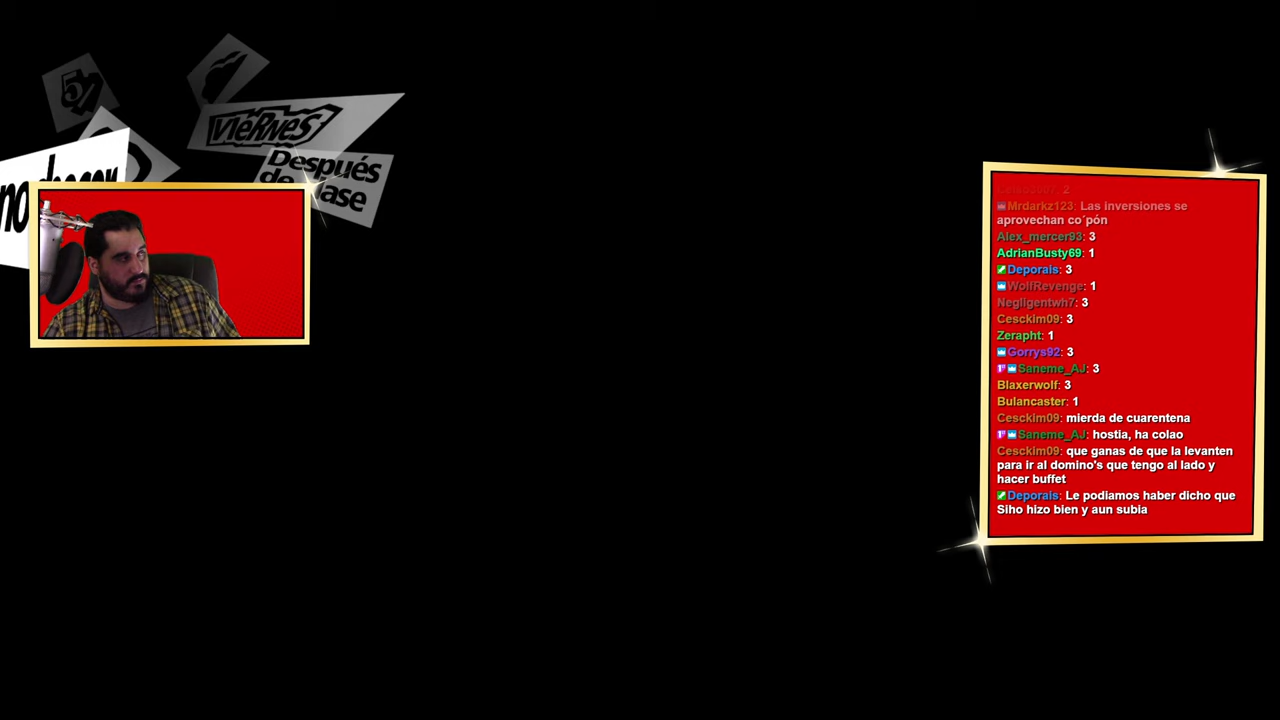 5/
VIERNES
Después
de clase
Mrdarkz123: Las inversiones se
aprovechan co´pón
Alex_mercer93: 3
AdrianBusty69: 1
Deporais: 3
WolfRevenge: 1
Negligentwh7: 3
Cesckim09: 3
Zerapht: 1
Gorrys92: 3
Saneme_AJ: 3
Blaxerwolf: 3
Bulancaster: 1
Cesckim09: mierda de cuarentena
Saneme_AJ: hostia, ha colao
Cesckim09: que ganas de que la levanten
para ir al domino's que tengo al lado y
hacer buffet
Deporais: Le podiamos haber dicho que
Siho hizo bien y aun subia